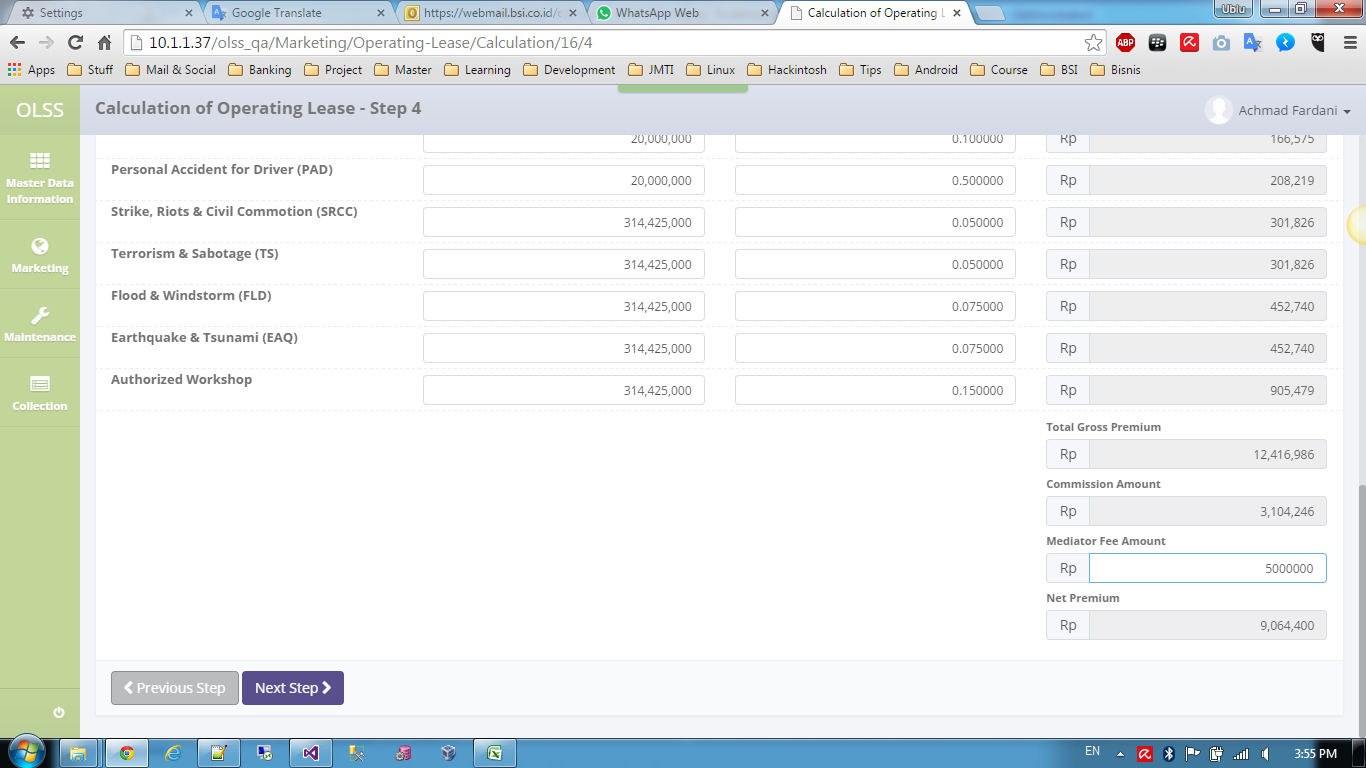 Settings
Google Translate
https://webmail.bsi.co.id/
WhatsApp Web
Calculation of Operating L
Ublu
10.1.1.37/olss_qa/Marketing/Operating-Lease/Calculation/16/4
ABP
Apps Stuff Mail & Social Banking Project Master Learning Development JMTI Linux Hackintosh Tips Android Course BSI Bisnis
OLSS
Calculation of Operating Lease - Step 4
Achmad Fardani
Master Data
Information
Marketing
Maintenance
Collection
20,000,000 0.100000 Rp 166,575
Personal Accident for Driver (PAD) 20,000,000 0.500000 Rp 208,219
Strike, Riots & Civil Commotion (SRCC) 314,425,000 0.050000 Rp 301,826
Terrorism & Sabotage (TS) 314,425,000 0.050000 Rp 301,826
Flood & Windstorm (FLD) 314,425,000 0.075000 Rp 452,740
Earthquake & Tsunami (EAQ) 314,425,000 0.075000 Rp 452,740
Authorized Workshop 314,425,000 0.150000 Rp 905,479
Total Gross Premium
Rp 12,416,986
Commission Amount
Rp 3,104,246
Mediator Fee Amount
Rp 5000000
Net Premium
Rp 9,064,400
Previous Step
Next Step
EN
3:55 PM